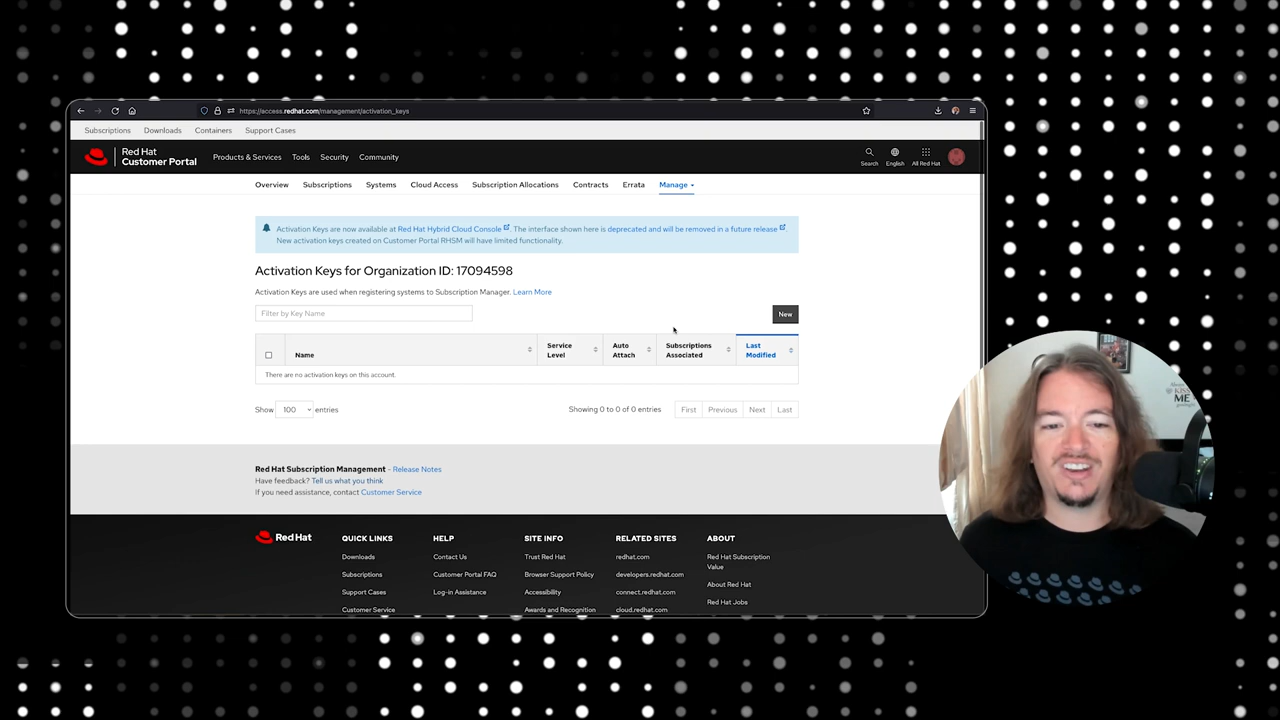 https://access.redhat.com/management/activation_keys
Subscriptions Downloads Containers Support Cases
Red Hat
Customer Portal
Products & Services Tools Security Community
Search English All Red Hat
Overview Subscriptions Systems Cloud Access Subscription Allocations Contracts Errata Manage
Activation Keys are now available at Red Hat Hybrid Cloud Console. The interface shown here is deprecated and will be removed in a future release.
New activation keys created on Customer Portal RHSM will have limited functionality.
Activation Keys for Organization ID: 17094598
Activation Keys are used when registering systems to Subscription Manager. Learn More
Filter by Key Name
New
Name
Service
Level
Auto
Attach
Subscriptions
Associated
Last
Modified
There are no activation keys on this account.
Show 100 entries
Showing 0 to 0 of 0 entries
First Previous Next Last
Red Hat Subscription Management - Release Notes
Have feedback? Tell us what you think
If you need assistance, contact Customer Service
Red Hat
QUICK LINKS
Downloads
Subscriptions
Support Cases
Customer Service
HELP
Contact Us
Customer Portal FAQ
Log-in Assistance
SITE INFO
Trust Red Hat
Browser Support Policy
Accessibility
Awards and Recognition
RELATED SITES
redhat.com
developers.redhat.com
connect.redhat.com
cloud.redhat.com
ABOUT
Red Hat Subscription
Value
About Red Hat
Red Hat Jobs
KISS
ME